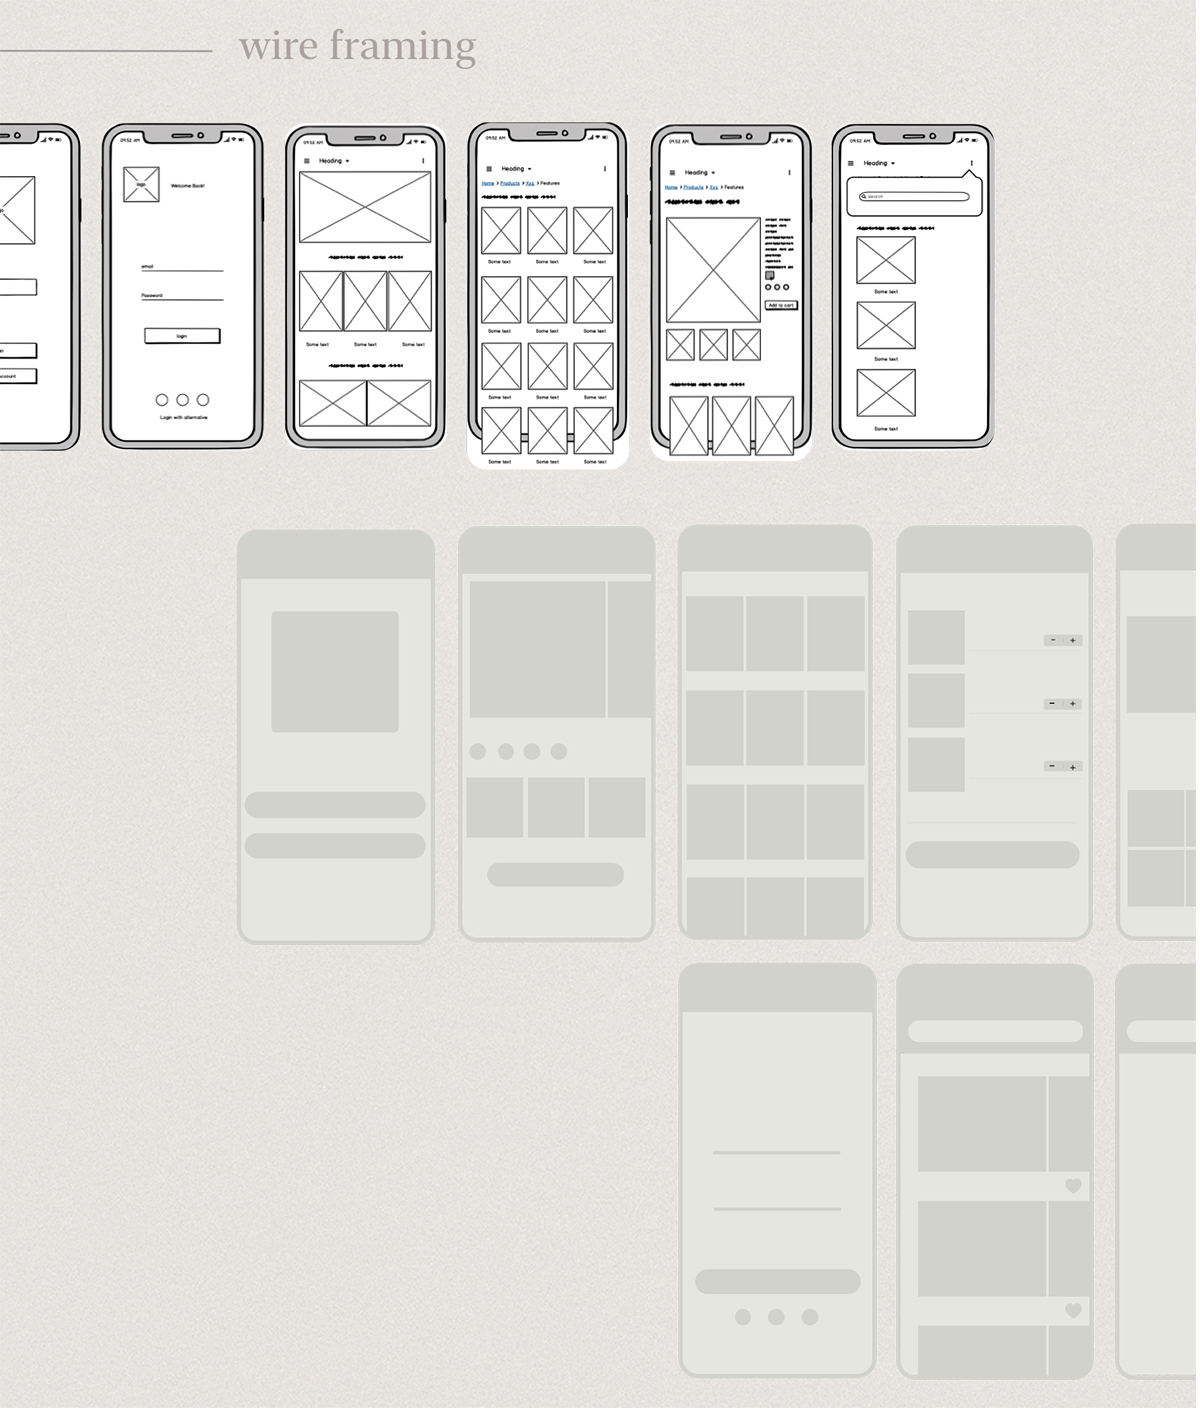 wire framing
09:52 AM
logo
Welcome Back!
email
Password
login
Login with alternative
09:52 AM
Heading
Some text Some text Some text
09:52 AM
Heading
Home > Products > Xyz > Features
Some text Some text Some text
Some text Some text Some text
Some text Some text Some text
Some text Some text Some text
09:52 AM
Heading
Home > Products > Xyz > Features
Add to cart
09:52 AM
Heading
search
Some text
Some text
Some text
- +
- +
- +